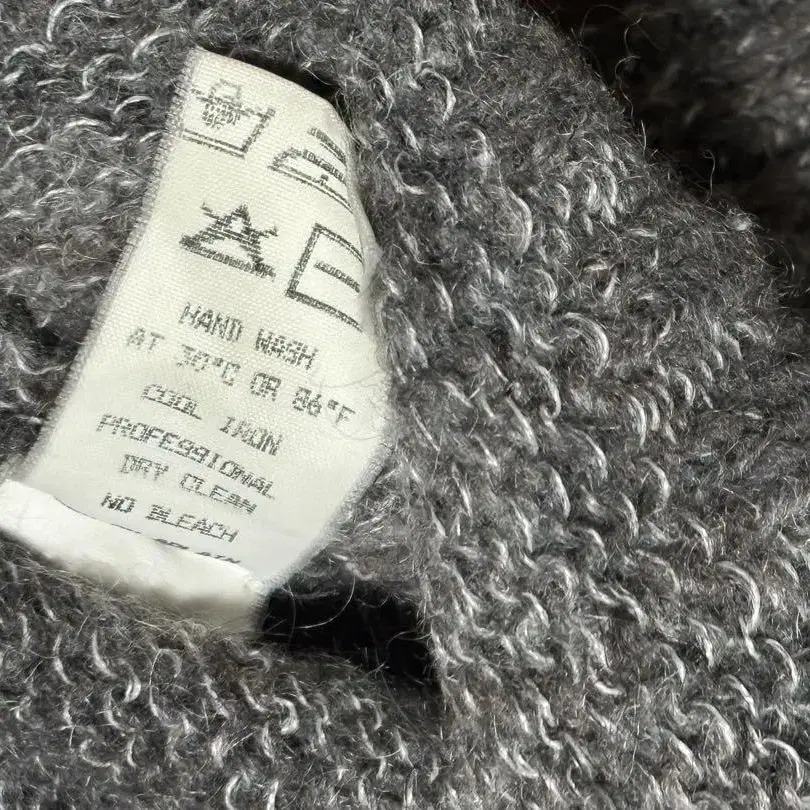 HAND WASH
AT 30°C OR 86°F
COOL IRON
PROFESSIONAL
DRY CLEAN
NO BLEACH